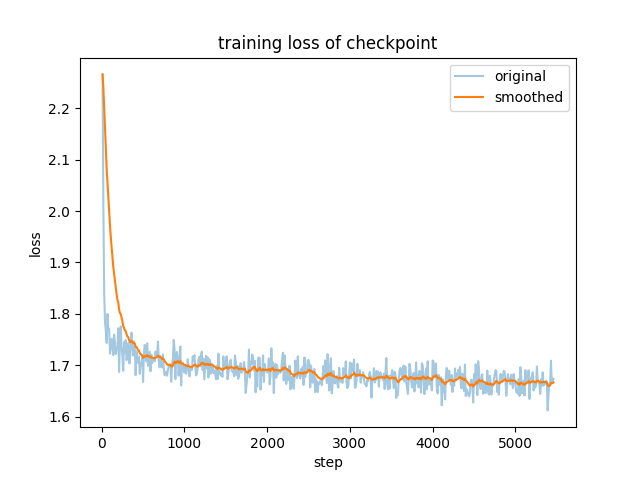 training loss of checkpoint
original
smoothed
2.2
2.1
2.0
1.9
1.8
1.7
1.6
loss
0 1000 2000 3000 4000 5000
step